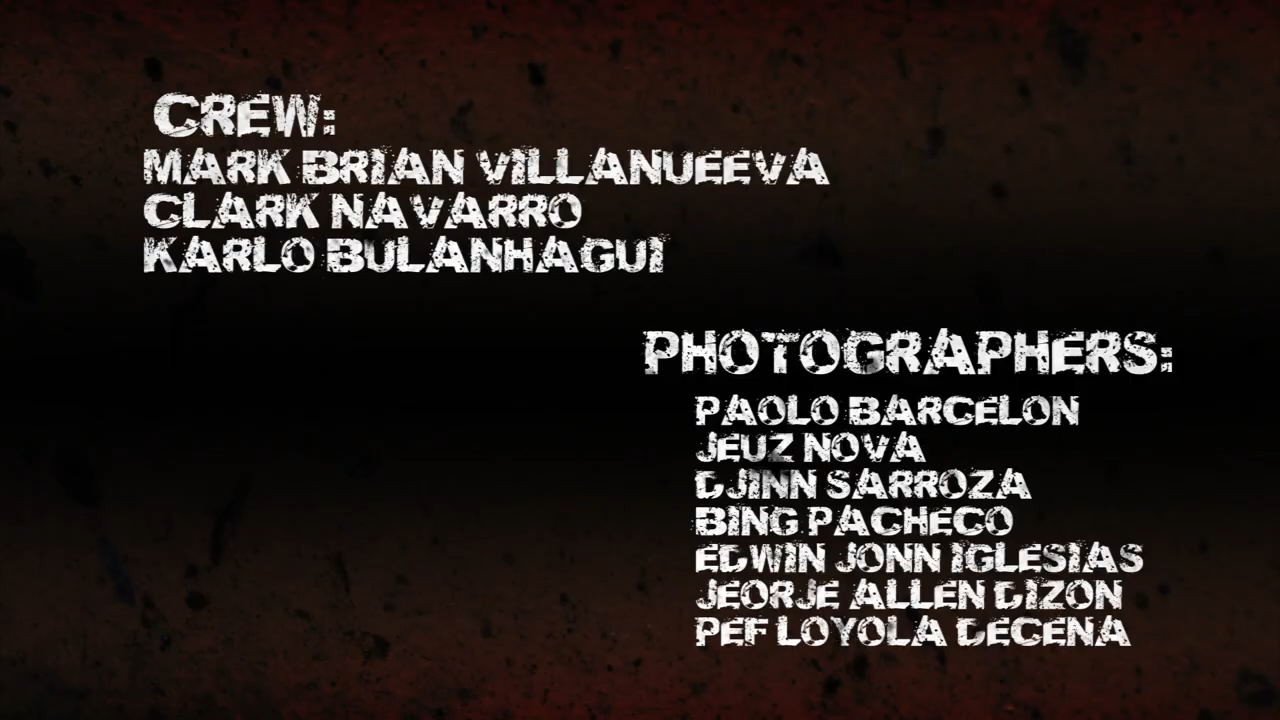 CREW:
MARK BRIAN VILLANUEEVA
CLARK NAVARRO
KARLO BULANHAGUI
PHOTOGRAPHERS:
PAOLO BARCELON
JEUZ NOVA
DJINN SARROZA
BING PACHECO
EDWIN JONN IGLESIAS
JEORJE ALLEN DIZON
PEF LOYOLA DECENA